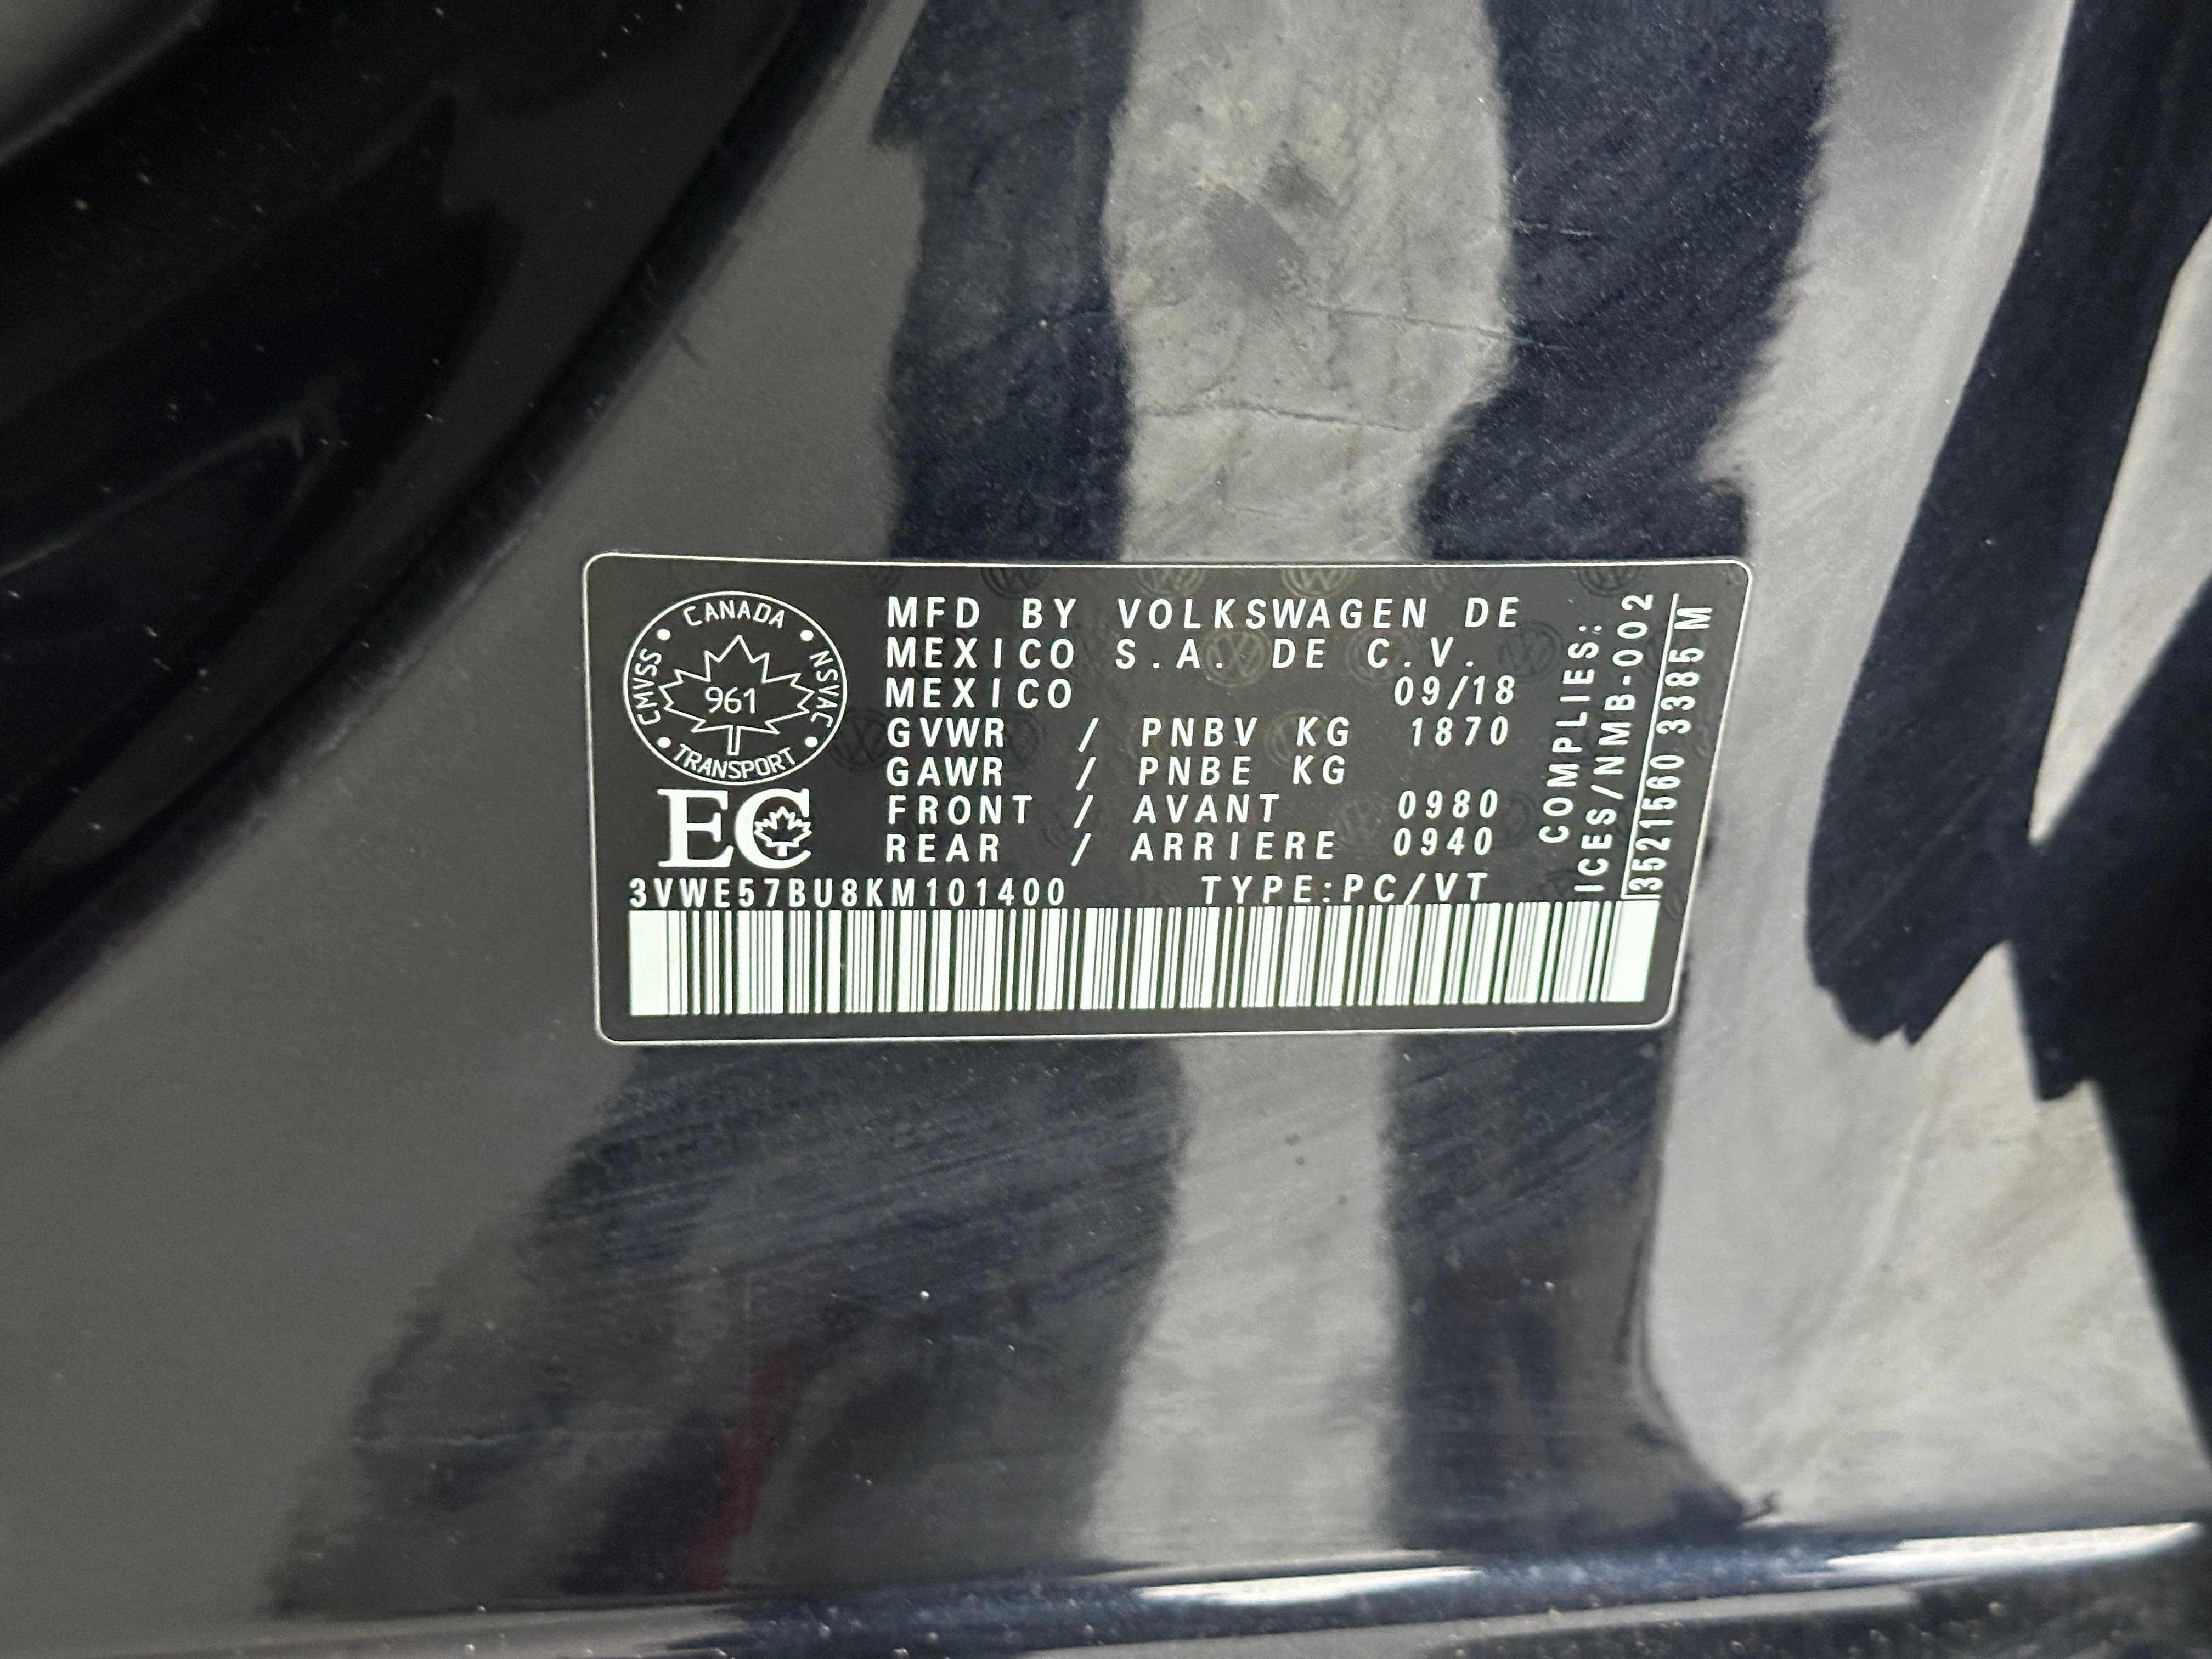 CANADA
CMVSS
NSVAC
961
TRANSPORT
EC
MFD BY VOLKSWAGEN DE
MEXICO S.A. DE C.V.
MEXICO 09/18
GVWR / PNBV KG 1870
GAWR / PNBE KG
FRONT / AVANT 0980
REAR / ARRIERE 0940
3VWE57BU8KM101400 TYPE:PC/VT
COMPLIES:
ICES/NMB-002
3521560 3385 M